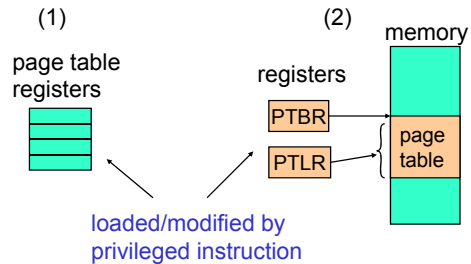 (1)
page table
registers
(2)
registers
memory
PTBR
PTLR
page
table
loaded/modified by
privileged instruction